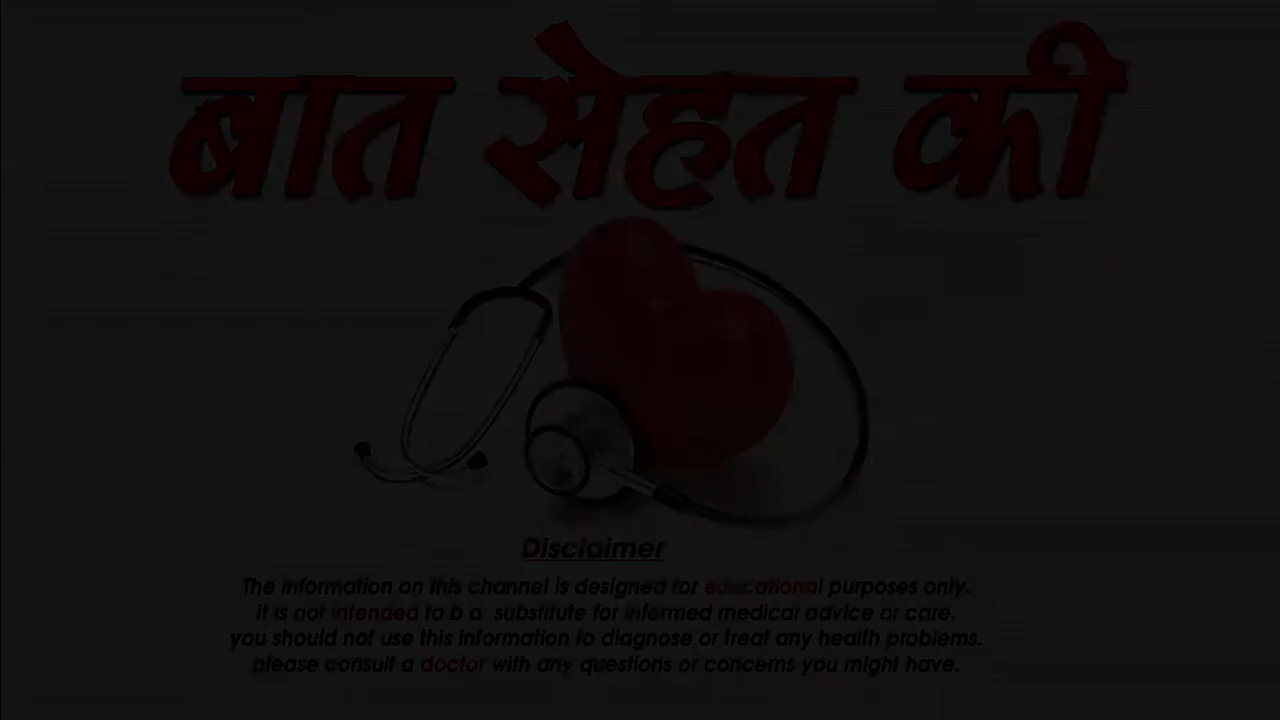 बात सेहत की
Disclaimer
The information on this channel is designed for educational purposes only.
it is not intended to b a substitute for informed medical advice or care.
you should not use this information to diagnose or treat any health problems.
please consult a doctor with any questions or concerns you might have.